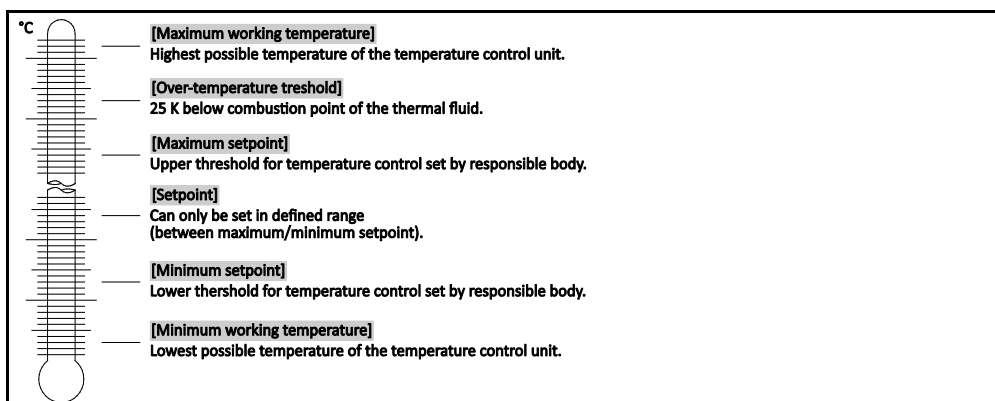 °C
[Maximum working temperature]
Highest possible temperature of the temperature control unit.
[Over-temperature treshold]
25 K below combustion point of the thermal fluid.
[Maximum setpoint]
Upper threshold for temperature control set by responsible body.
[Setpoint]
Can only be set in defined range
(between maximum/minimum setpoint).
[Minimum setpoint]
Lower thershold for temperature control set by responsible body.
[Minimum working temperature]
Lowest possible temperature of the temperature control unit.